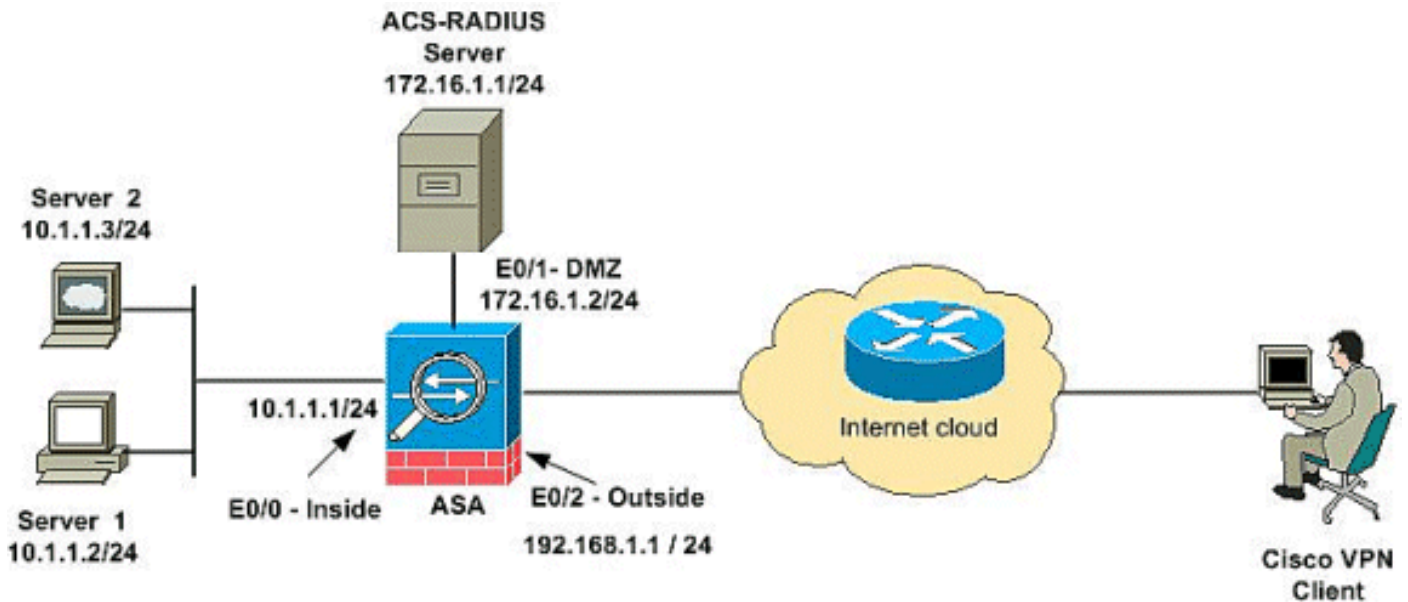 ACS-RADIUS
Server
172.16.1.1/24
Server 2
10.1.1.3/24
E0/1- DMZ
172.16.1.2/24
10.1.1.1/24
Internet cloud
E0/0 - Inside
ASA
E0/2 - Outside
192.168.1.1 / 24
Server 1
10.1.1.2/24
Cisco VPN
Client